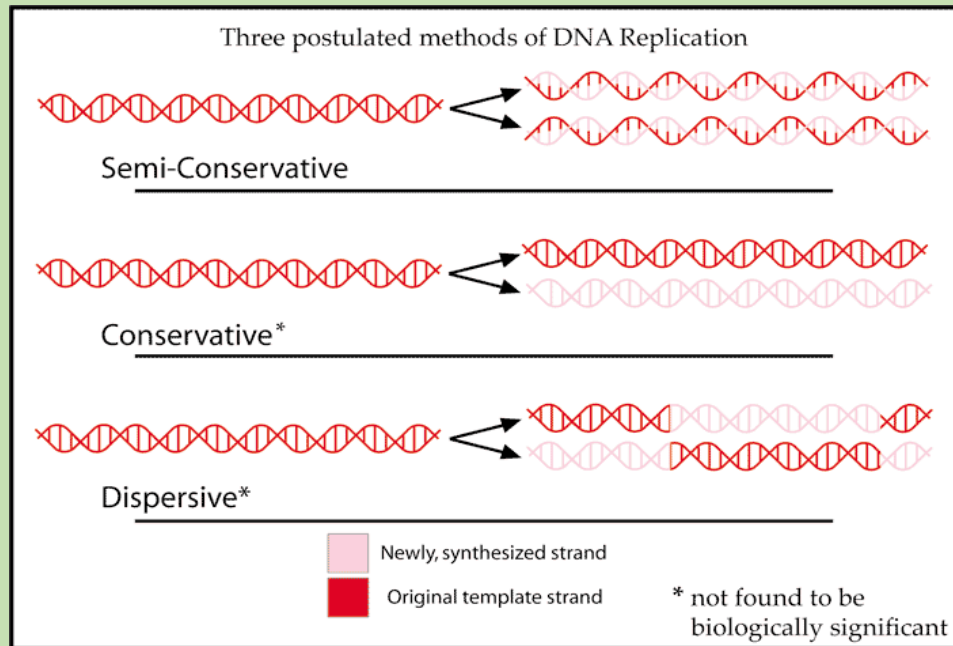 Three postulated methods of DNA Replication
Semi-Conservative
Conservative*
Dispersive*
Newly, synthesized strand
Original template strand
* not found to be
biologically significant